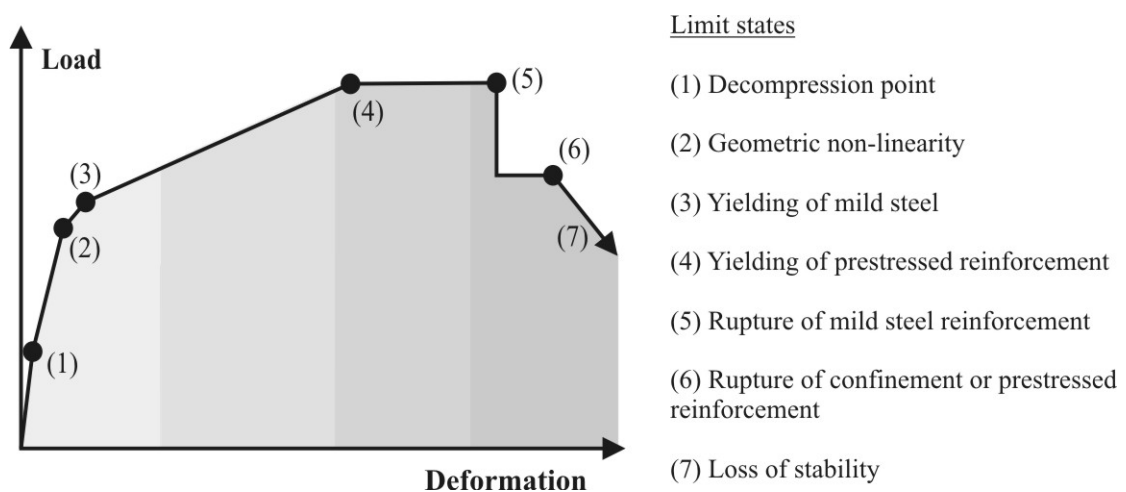 Load
(1)
(2)
(3)
(4)
(5)
(6)
(7)
Deformation
Limit states
(1) Decompression point
(2) Geometric non-linearity
(3) Yielding of mild steel
(4) Yielding of prestressed reinforcement
(5) Rupture of mild steel reinforcement
(6) Rupture of confinement or prestressed
reinforcement
(7) Loss of stability